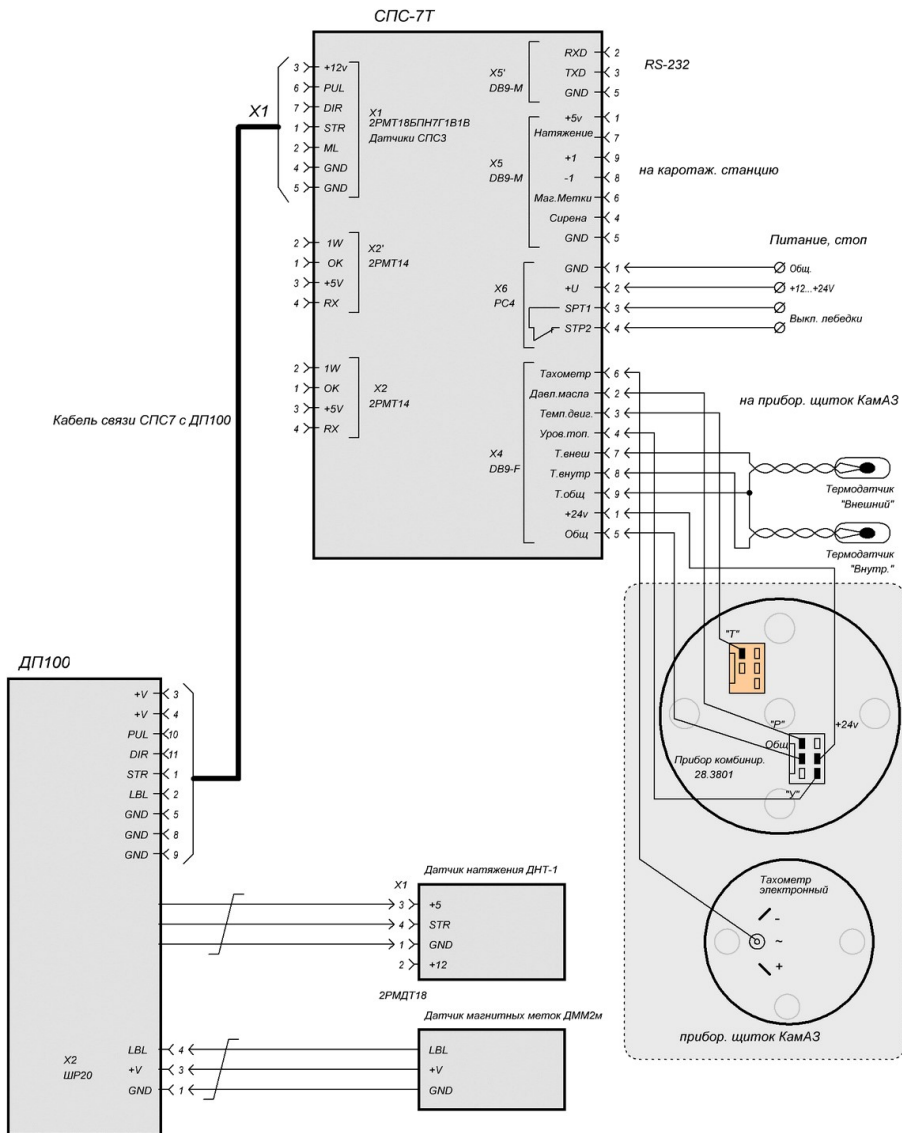 СПС-7Т
X1
3 +12v
6 PUL
7 DIR
1 STR
2 ML
4 GND
5 GND
X1
2РМТ18БПН7Г1В1В
Датчики СПС3
2 1W
1 OK
3 +5V
4 RX
X2'
2РМТ14
2 1W
1 OK
3 +5V
4 RX
X2
2РМТ14
X5'
DB9-M
RXD 2
TXD 3
GND 5
RS-232
X5
DB9-M
+5v 1
Натяжение 7
+1 9
-1 8
Маг.Метки 6
Сирена 4
GND 5
на каротаж. станцию
Питание, стоп
X6
PC4
GND 1
+U 2
SPT1 3
STP2 4
Общ.
+12...+24V
Выкл. лебедки
X4
DB9-F
Тахометр 6
Давл.масла 2
Темп.двиг. 3
Уров.топ. 4
Т.внеш 7
Т.внутр 8
Т.общ 9
+24v 1
Общ 5
на прибор. щиток КамАЗ
Термодатчик
"Внешний"
Термодатчик
"Внутр."
Кабель связи СПС7 с ДП100
ДП100
+V 3
+V 4
PUL 10
DIR 11
STR 1
LBL 2
GND 5
GND 8
GND 9
"Т"
"Р"
+24v
Общ
Прибор комбинир.
28.3801
"У"
Тахометр
электронный
-
~
+
прибор. щиток КамАЗ
Датчик натяжения ДНТ-1
X1
3 +5
4 STR
1 GND
2 +12
2РМДТ18
Датчик магнитных меток ДММ2м
X2
ШР20
LBL 4
+V 3
GND 1
LBL
+V
GND